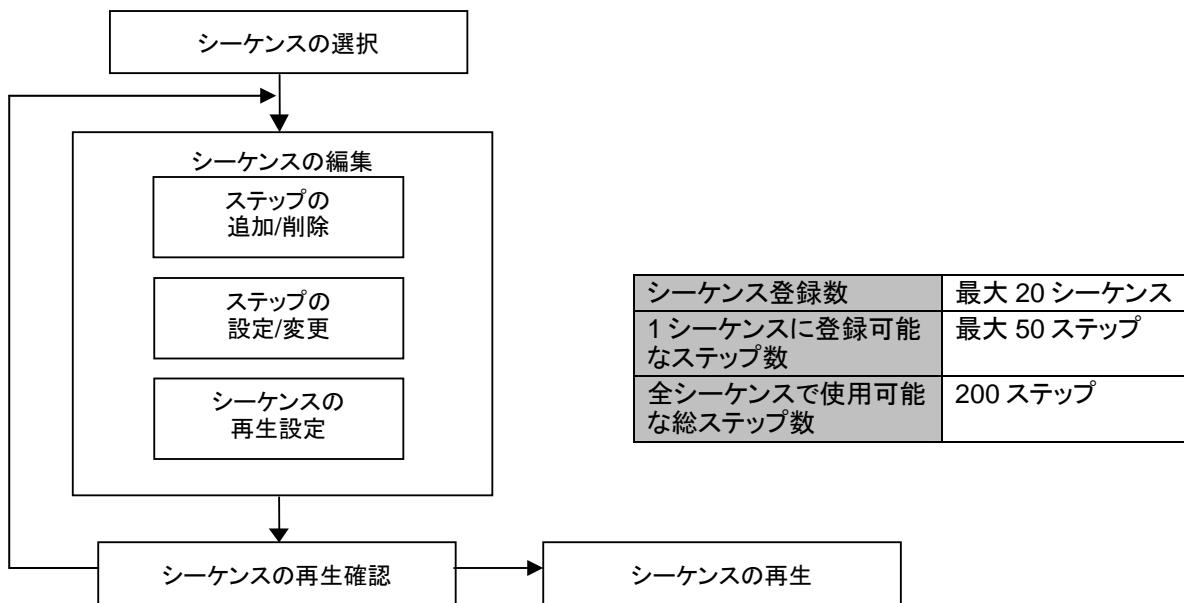 シーケンスの選択
シーケンスの編集
ステップの
追加/削除
ステップの
設定/変更
シーケンスの
再生設定
シーケンスの再生確認
シーケンスの再生
シーケンス登録数 最大 20 シーケンス
1 シーケンスに登録可能 最大 50 ステップ
なステップ数
全シーケンスで使用可能 200 ステップ
な総ステップ数